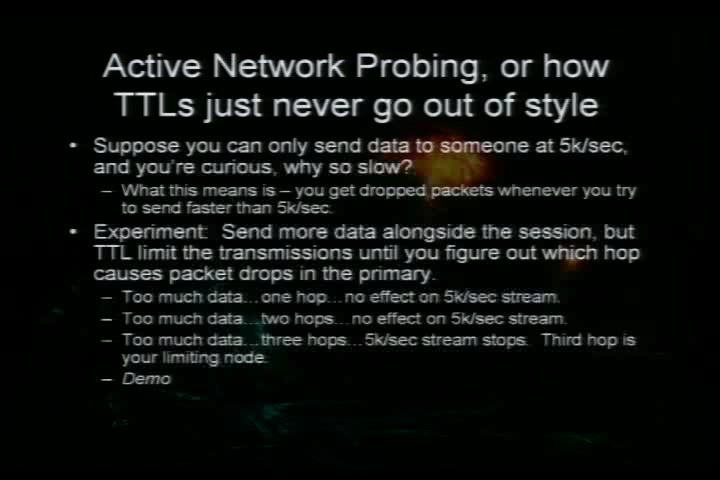 Active Network Probing, or how
TTLs just never go out of style
• Suppose you can only send data to someone at 5k/sec,
and you're curious, why so slow?
– What this means is – you get dropped packets whenever you try
to send faster than 5k/sec.
• Experiment: Send more data alongside the session, but
TTL limit the transmissions until you figure out which hop
causes packet drops in the primary.
– Too much data...one hop...no effect on 5k/sec stream.
– Too much data...two hops...no effect on 5k/sec stream.
– Too much data...three hops...5k/sec stream stops. Third hop is
your limiting node.
– Demo